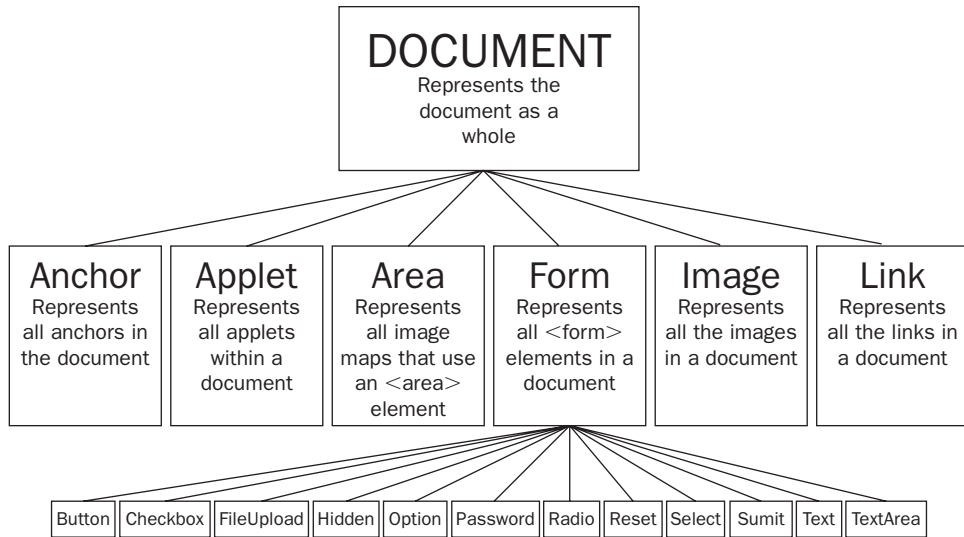 DOCUMENT
Represents the
document as a
whole
Anchor
Represents
all anchors in
the document
Applet
Represents
all applets
within a
document
Area
Represents
all image
maps that use
an <area>
element
Form
Represents
all <form>
elements in a
document
Image
Represents
all the images
in a document
Link
Represents
all the links in
a document
Button
Checkbox
FileUpload
Hidden
Option
Password
Radio
Reset
Select
Sumit
Text
TextArea